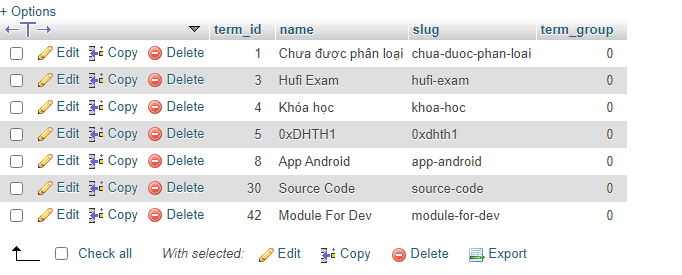 + Options
term_id name slug term_group
Edit Copy Delete 1 Chưa được phân loại chua-duoc-phan-loai 0
Edit Copy Delete 3 Hufi Exam hufi-exam 0
Edit Copy Delete 4 Khóa học khoa-hoc 0
Edit Copy Delete 5 0xDHTH1 0xdhth1 0
Edit Copy Delete 8 App Android app-android 0
Edit Copy Delete 30 Source Code source-code 0
Edit Copy Delete 42 Module For Dev module-for-dev 0
Check all With selected: Edit Copy Delete Export